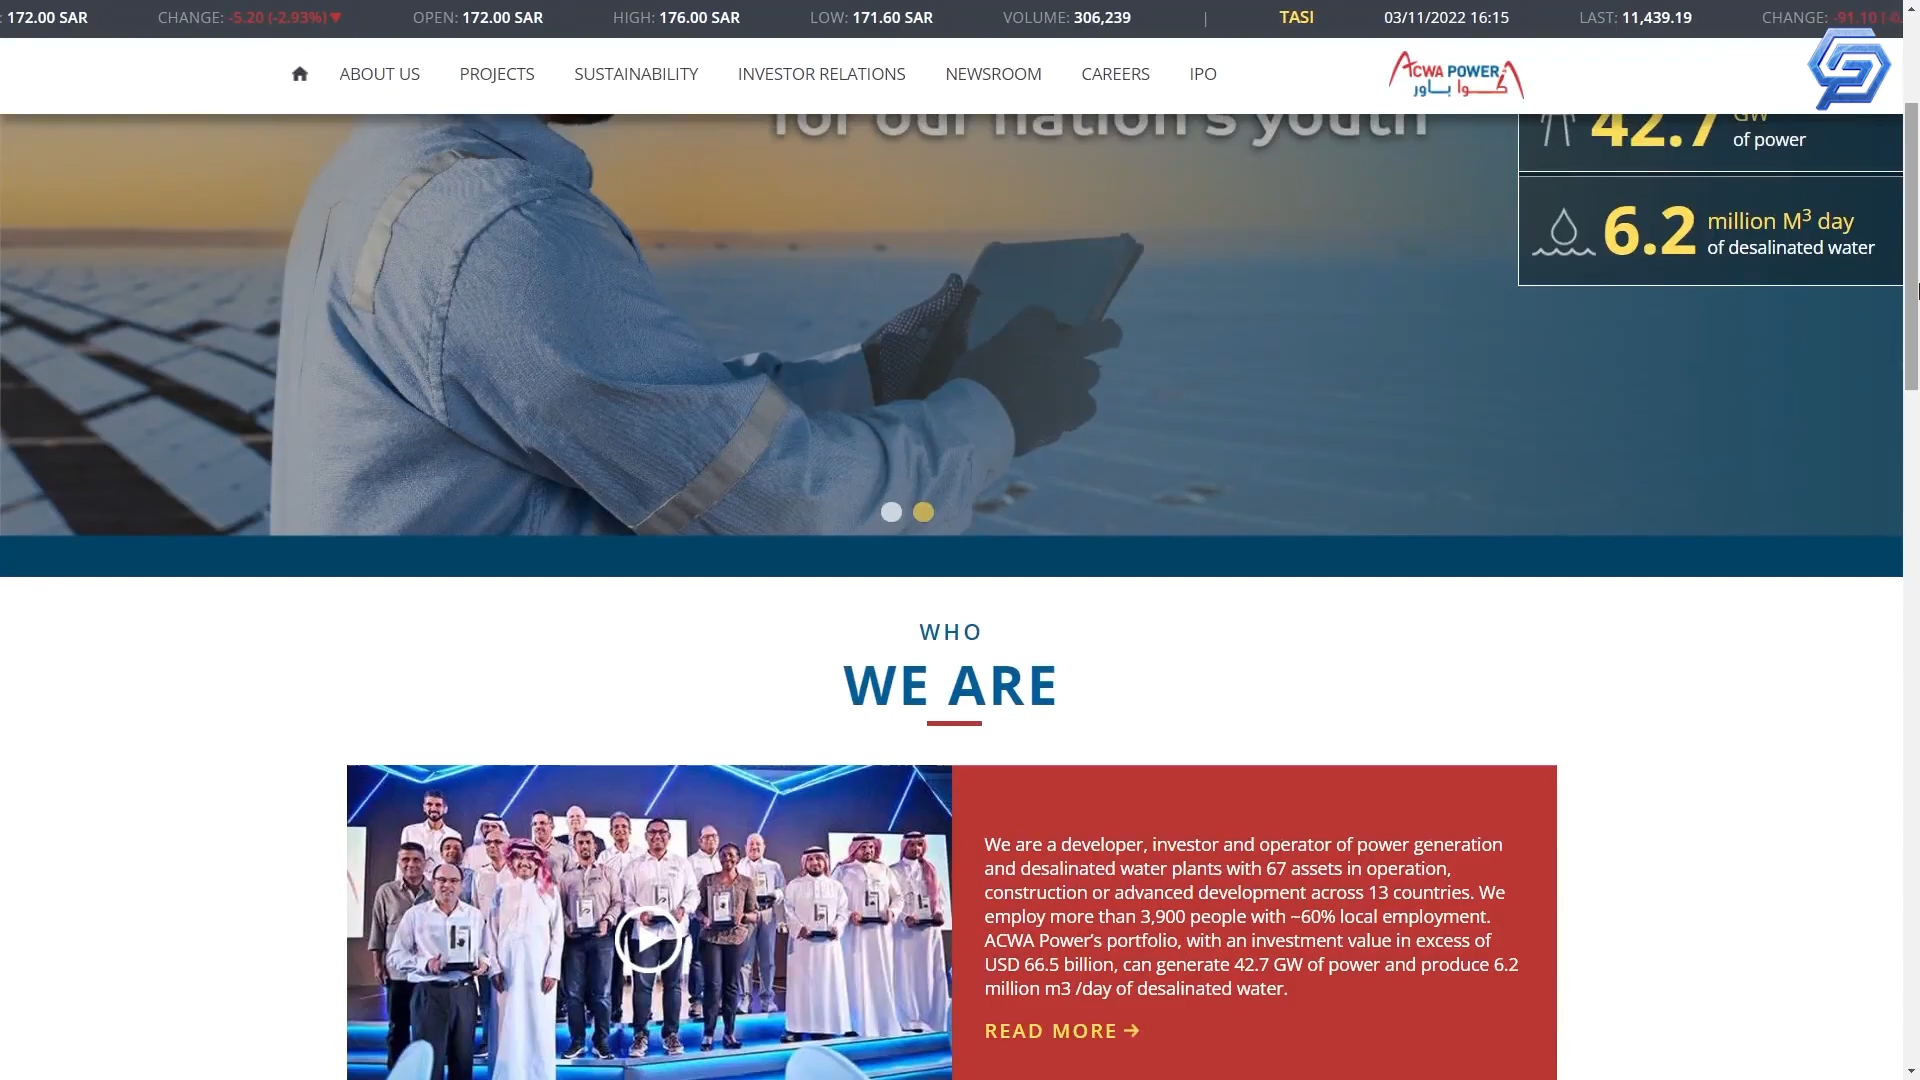 : 172.00 SAR CHANGE: -5.20 (-2.93%)▼ OPEN: 172.00 SAR HIGH: 176.00 SAR LOW: 171.60 SAR VOLUME: 306,239 | TASI 03/11/2022 16:15 LAST: 11,439.19 CHANGE: -91.10
ABOUT US PROJECTS SUSTAINABILITY INVESTOR RELATIONS NEWSROOM CAREERS IPO
ACWA POWER
أكوا باور
for our nation's youth
42.7 GW
of power
6.2 million M³ day
of desalinated water
WHO
WE ARE
We are a developer, investor and operator of power generation
and desalinated water plants with 67 assets in operation,
construction or advanced development across 13 countries. We
employ more than 3,900 people with ~60% local employment.
ACWA Power’s portfolio, with an investment value in excess of
USD 66.5 billion, can generate 42.7 GW of power and produce 6.2
million m3 /day of desalinated water.
READ MORE →